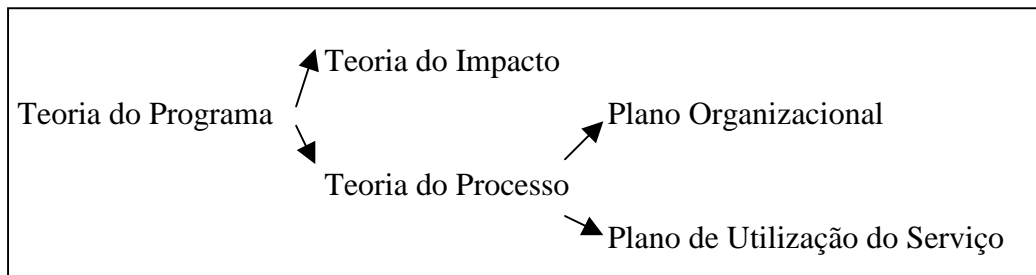 Teoria do Impacto
Teoria do Programa
Plano Organizacional
Teoria do Processo
Plano de Utilização do Serviço